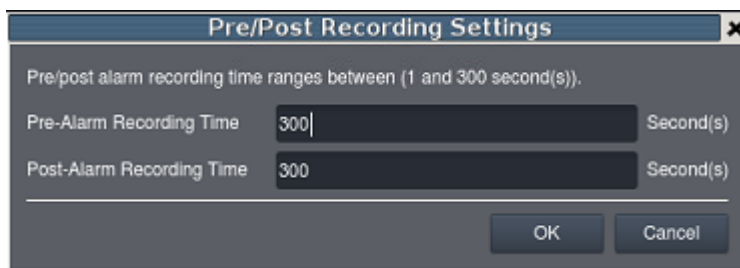 Pre/Post Recording Settings
Pre/post alarm recording time ranges between (1 and 300 second(s)).
Pre-Alarm Recording Time 300 Second(s)
Post-Alarm Recording Time 300 Second(s)
OK Cancel